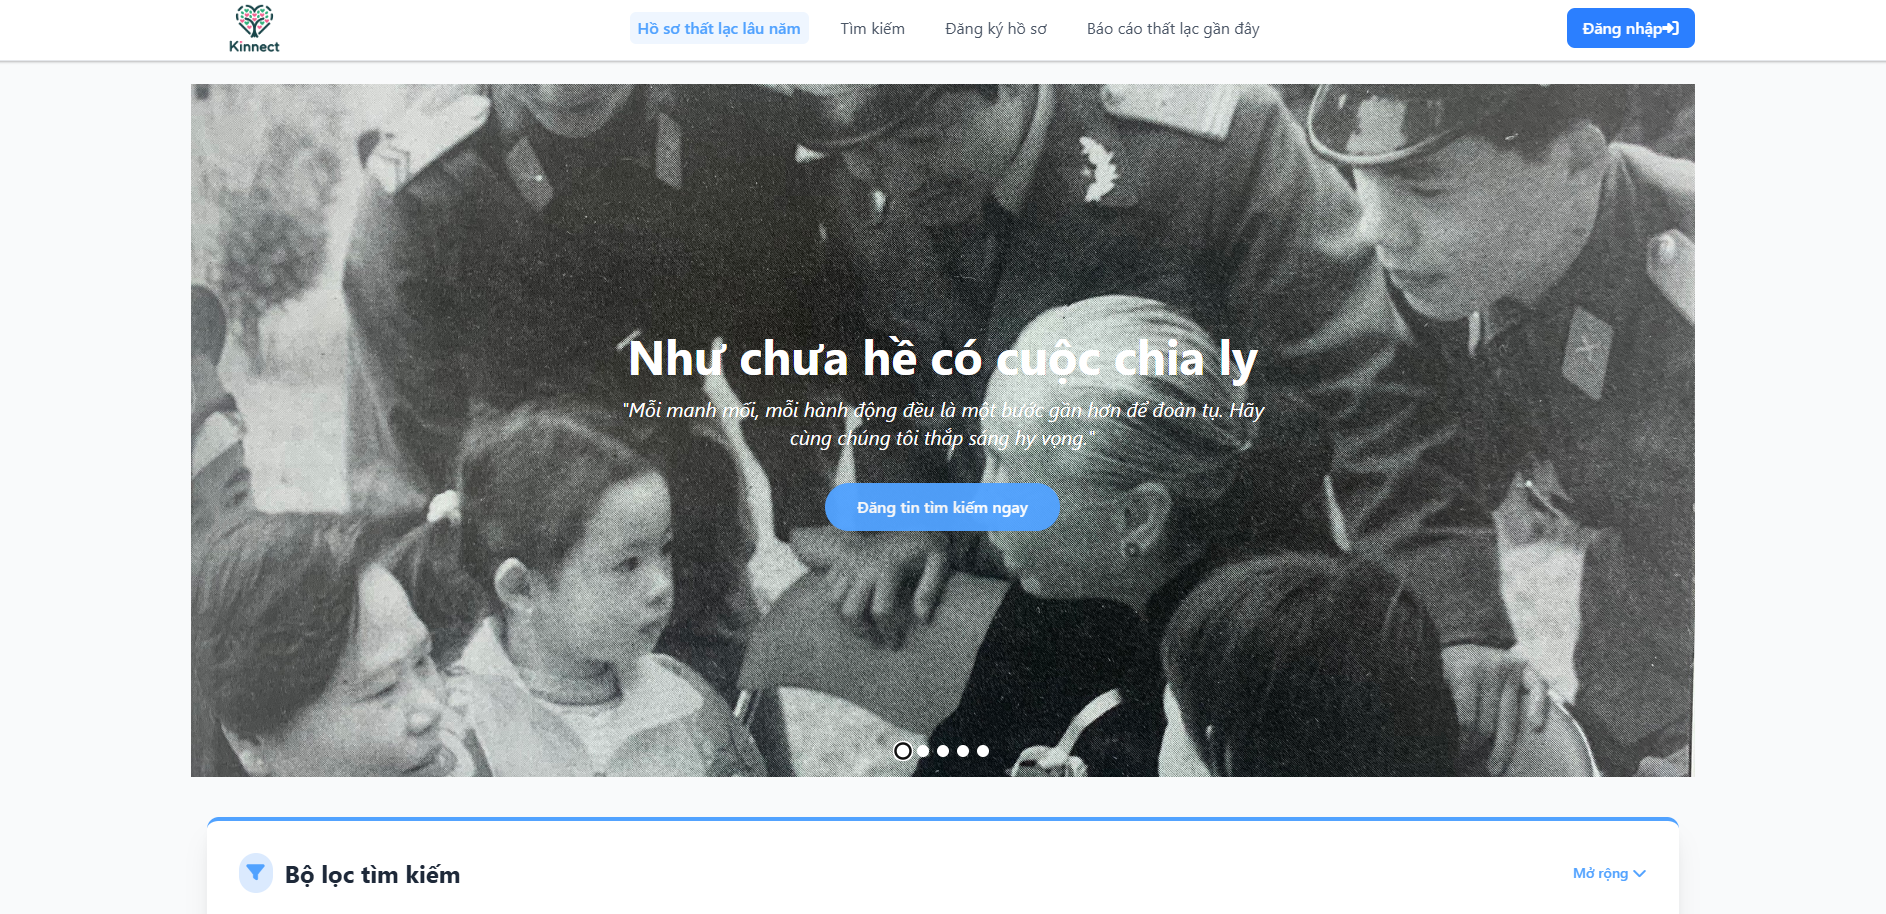 Kinnect
Hồ sơ thất lạc lâu năm
Tìm kiếm
Đăng ký hồ sơ
Báo cáo thất lạc gần đây
Đăng nhập
Như chưa hề có cuộc chia ly
"Mỗi manh mối, mỗi hành động đều là một bước gần hơn để đoàn tụ. Hãy
cùng chúng tôi thắp sáng hy vọng."
Đăng tin tìm kiếm ngay
Bộ lọc tìm kiếm
Mở rộng